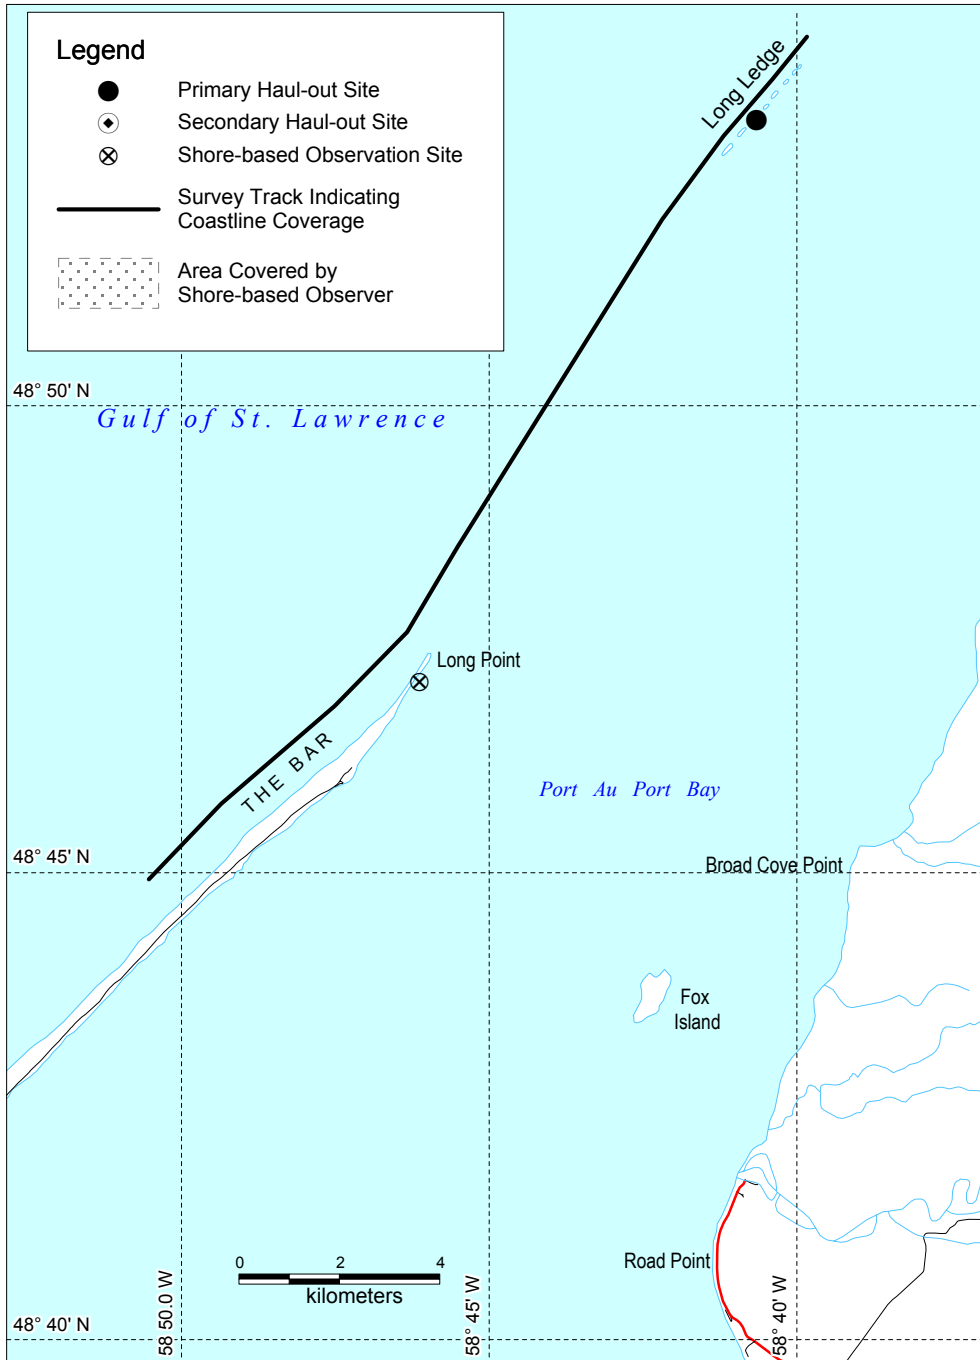 Legend
Primary Haul-out Site
Secondary Haul-out Site
Shore-based Observation Site
Survey Track Indicating
Coastline Coverage
Area Covered by
Shore-based Observer
Long Ledge
48° 50' N
Gulf of St. Lawrence
Long Point
THE BAR
Port Au Port Bay
48° 45' N
Broad Cove Point
Fox
Island
Road Point
0 2 4
kilometers
58 50.0 W
58° 45' W
58° 40' W
48° 40' N